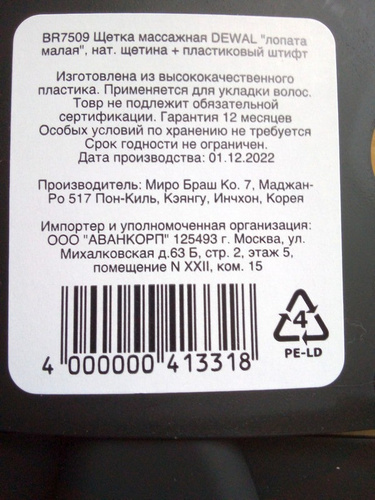 BR7509 Щетка массажная DEWAL "лопата
малая", нат. щетина + пластиковый штифт
Изготовлена из высококачественного
пластика. Применяется для укладки волос.
Товр не подлежит обязательной
сертификации. Гарантия 12 месяцев
Особых условий по хранению не требуется
Срок годности не ограничен.
Дата производства: 01.12.2022
Производитель: Миро Браш Ко. 7, Маджан-
Ро 517 Пон-Киль, Кэянгу, Инчхон, Корея
Импортер и уполномоченная организация:
ООО "АВАНКОРП" 125493 г. Москва, ул.
Михалковская д.63 Б, стр. 2, этаж 5,
помещение N XXII, ком. 15
4 000000 413318
4
PE-LD